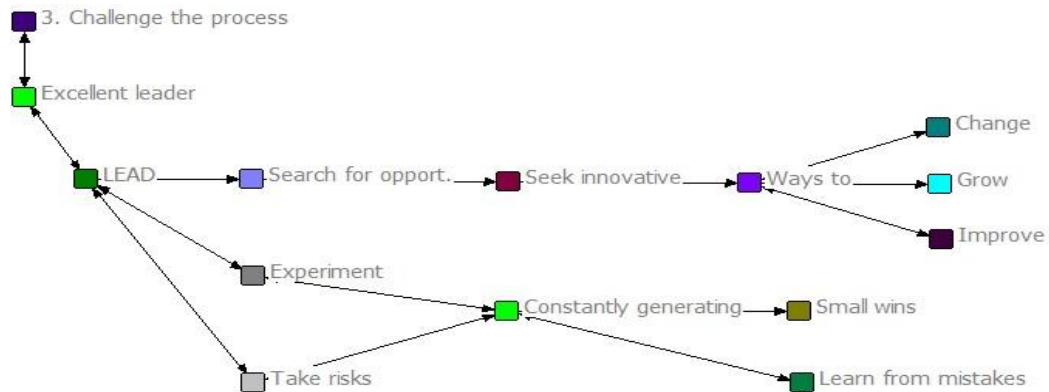 3. Challenge the process
Excellent leader
Change
LEAD
Search for opport.
Seek innovative
Ways to
Grow
Improve
Experiment
Constantly generating
Small wins
Take risks
Learn from mistakes